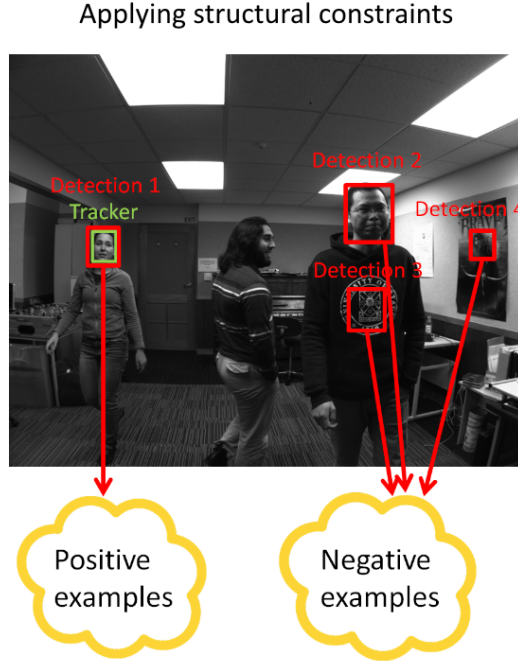 Applying structural constraints
Detection 1
Tracker
Detection 2
Detection 3
Detection 4
Positive
examples
Negative
examples